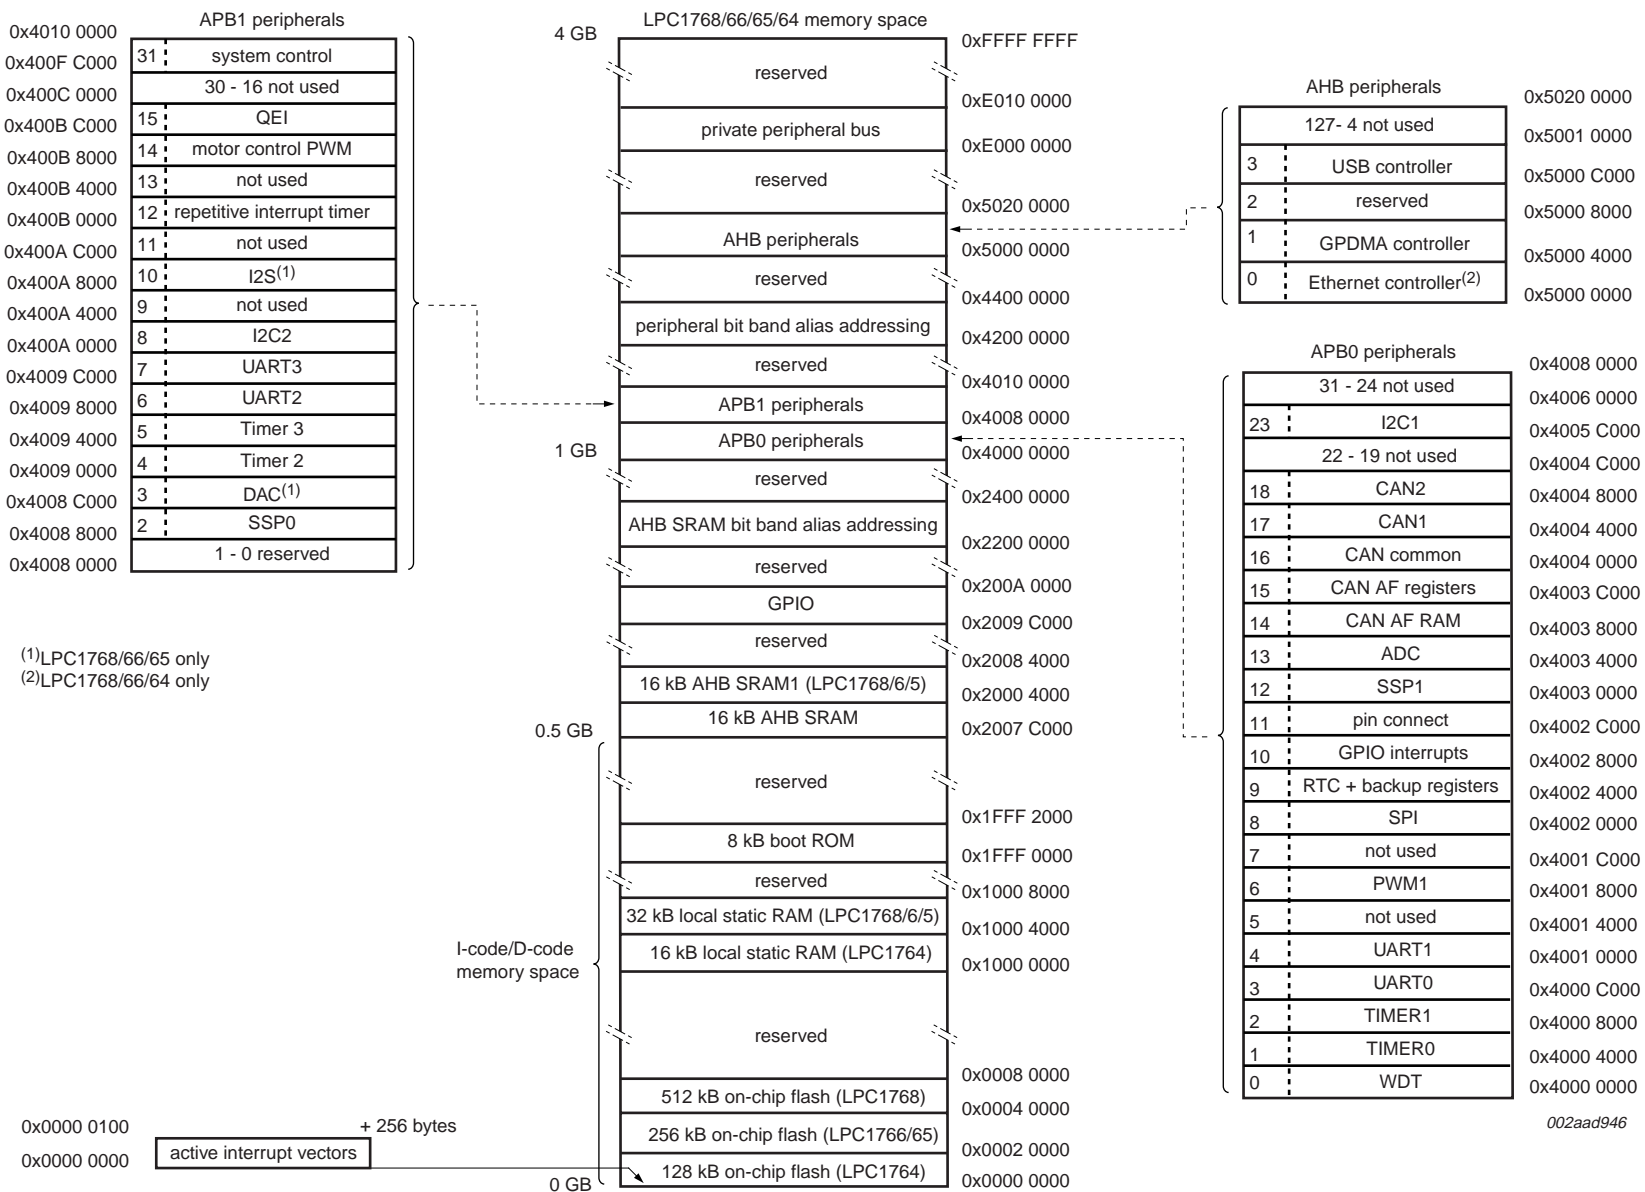 APB1 peripherals
0x4010 0000
31 system control
0x400F C000
30 - 16 not used
0x400C 0000
15 QEI
0x400B C000
14 motor control PWM
0x400B 8000
13 not used
0x400B 4000
12 repetitive interrupt timer
0x400B 0000
11 not used
0x400A C000
10 I2S(1)
0x400A 8000
9 not used
0x400A 4000
8 I2C2
0x400A 0000
7 UART3
0x4009 C000
6 UART2
0x4009 8000
5 Timer 3
0x4009 4000
4 Timer 2
0x4009 0000
3 DAC(1)
0x4008 C000
2 SSP0
0x4008 8000
1 - 0 reserved
0x4008 0000
(1)LPC1768/66/65 only
(2)LPC1768/66/64 only
0x0000 0100
+ 256 bytes
active interrupt vectors
0x0000 0000
LPC1768/66/65/64 memory space
4 GB
0xFFFF FFFF
reserved
0xE010 0000
private peripheral bus
0xE000 0000
reserved
0x5020 0000
AHB peripherals
0x5000 0000
reserved
0x4400 0000
peripheral bit band alias addressing
0x4200 0000
reserved
0x4010 0000
APB1 peripherals
0x4008 0000
APB0 peripherals
1 GB
0x4000 0000
reserved
0x2400 0000
AHB SRAM bit band alias addressing
0x2200 0000
reserved
0x200A 0000
GPIO
0x2009 C000
reserved
0x2008 4000
16 kB AHB SRAM1 (LPC1768/6/5)
0x2000 4000
16 kB AHB SRAM
0x2007 C000
0.5 GB
reserved
0x1FFF 2000
8 kB boot ROM
0x1FFF 0000
reserved
0x1000 8000
32 kB local static RAM (LPC1768/6/5)
0x1000 4000
16 kB local static RAM (LPC1764)
0x1000 0000
I-code/D-code
memory space
reserved
0x0008 0000
512 kB on-chip flash (LPC1768)
0x0004 0000
256 kB on-chip flash (LPC1766/65)
0x0002 0000
128 kB on-chip flash (LPC1764)
0x0000 0000
0 GB
AHB peripherals
0x5020 0000
127- 4 not used
0x5001 0000
3 USB controller
0x5000 C000
2 reserved
0x5000 8000
1 GPDMA controller
0x5000 4000
0 Ethernet controller(2)
0x5000 0000
APB0 peripherals
0x4008 0000
31 - 24 not used
0x4006 0000
23 I2C1
0x4005 C000
22 - 19 not used
0x4004 C000
18 CAN2
0x4004 8000
17 CAN1
0x4004 4000
16 CAN common
0x4004 0000
15 CAN AF registers
0x4003 C000
14 CAN AF RAM
0x4003 8000
13 ADC
0x4003 4000
12 SSP1
0x4003 0000
11 pin connect
0x4002 C000
10 GPIO interrupts
0x4002 8000
9 RTC + backup registers
0x4002 4000
8 SPI
0x4002 0000
7 not used
0x4001 C000
6 PWM1
0x4001 8000
5 not used
0x4001 4000
4 UART1
0x4001 0000
3 UART0
0x4000 C000
2 TIMER1
0x4000 8000
1 TIMER0
0x4000 4000
0 WDT
0x4000 0000
002aad946